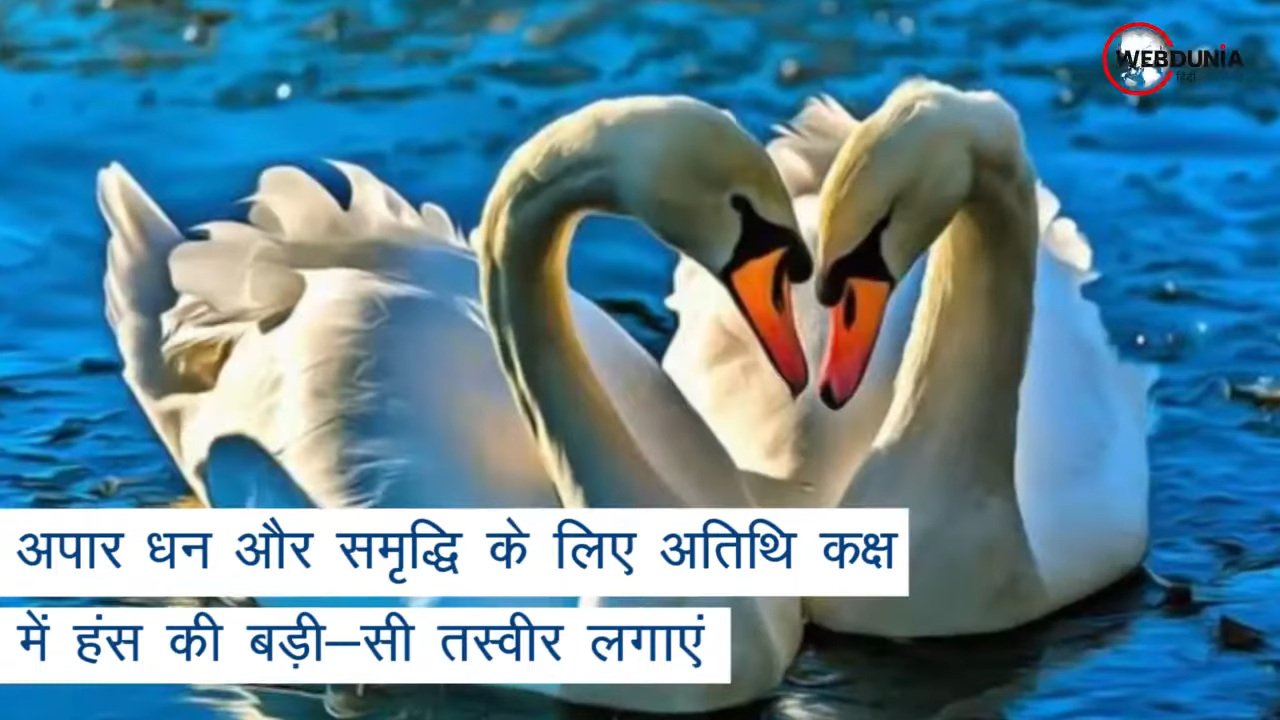 WEBDUNIA
हिंदी
अपार धन और समृद्धि के लिए अतिथि कक्ष
में हंस की बड़ी–सी तस्वीर लगाएं